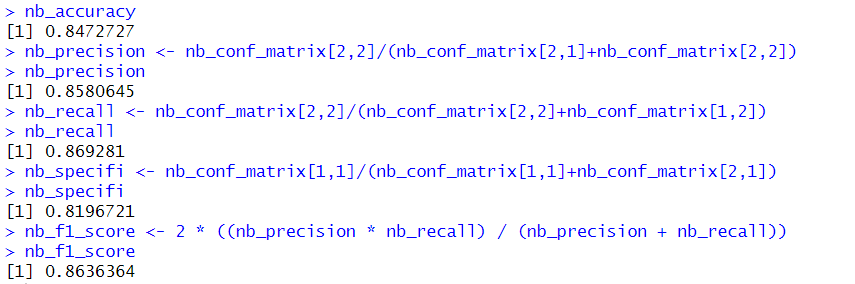 > nb_accuracy
[1] 0.8472727
> nb_precision <- nb_conf_matrix[2,2]/(nb_conf_matrix[2,1]+nb_conf_matrix[2,2])
> nb_precision
[1] 0.8580645
> nb_recall <- nb_conf_matrix[2,2]/(nb_conf_matrix[2,2]+nb_conf_matrix[1,2])
> nb_recall
[1] 0.869281
> nb_specifi <- nb_conf_matrix[1,1]/(nb_conf_matrix[1,1]+nb_conf_matrix[2,1])
> nb_specifi
[1] 0.8196721
> nb_f1_score <- 2 * ((nb_precision * nb_recall) / (nb_precision + nb_recall))
> nb_f1_score
[1] 0.8636364